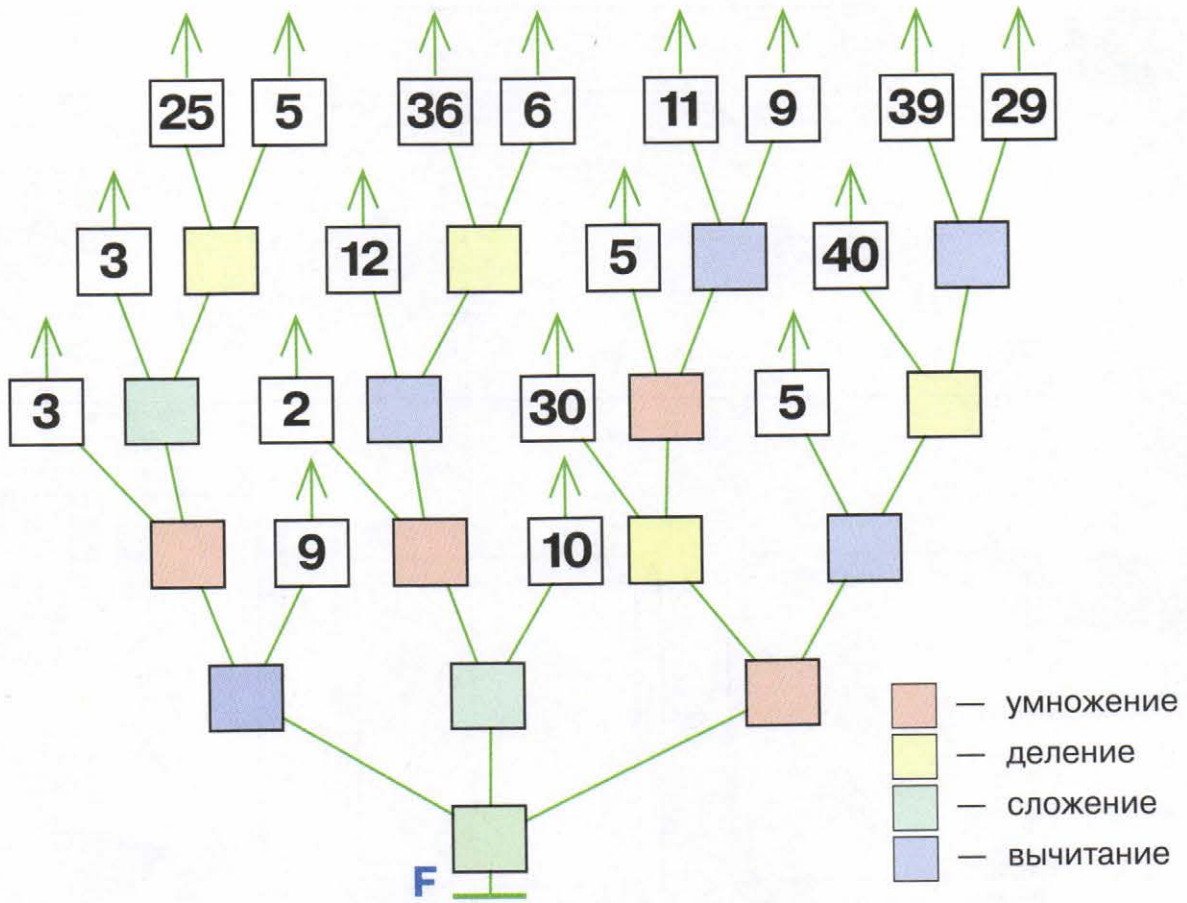 25 5 36 6 11 9 39 29
3 12 5 40
3 2 30 5
9 10
— умножение
— деление
— сложение
— вычитание
F